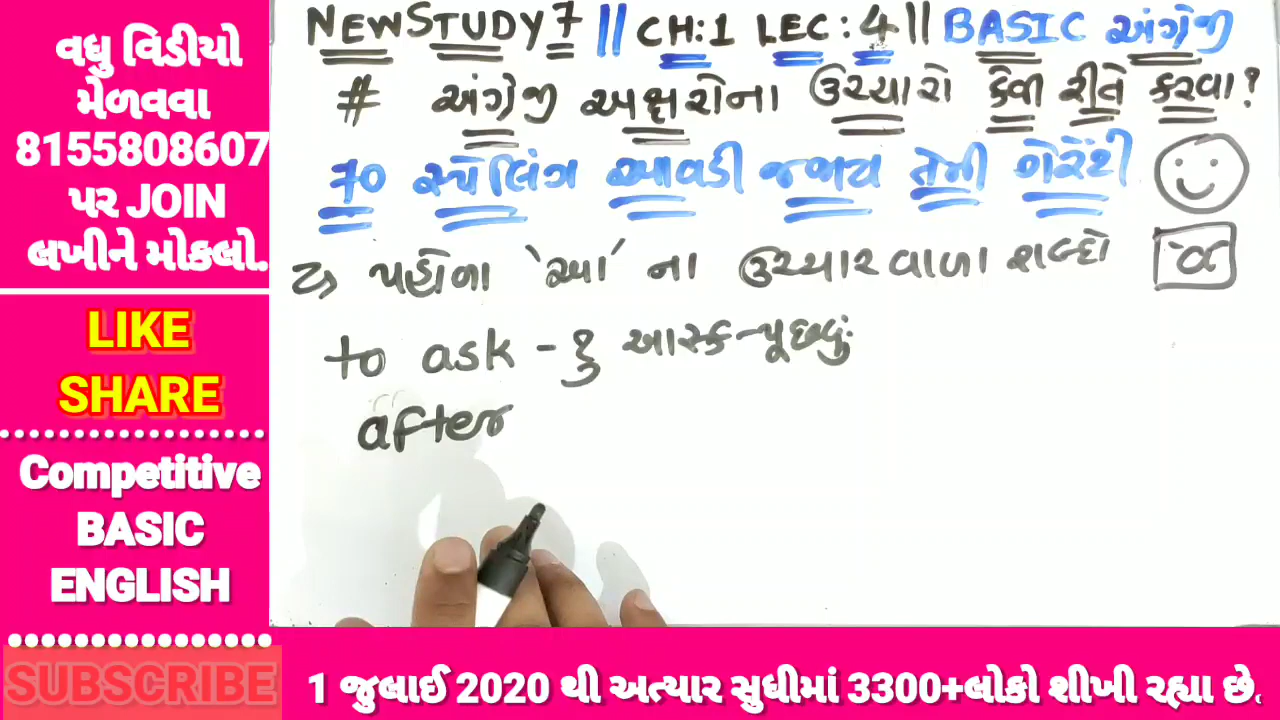 વધુ વિડીયો
મેળવવા
8155808607
પર JOIN
લખીને મોકલો.
LIKE
SHARE
Competitive
BASIC
ENGLISH
SUBSCRIBE
NEWSTUDY7 || CH:1 LEC:4 || BASIC અંગ્રેજી
# અંગ્રેજી અક્ષરોના ઉચ્ચારો કેવી રીતે કરવા?
70 સ્પેલિંગ આવડી જશે તેની ગેરેંટી
પહોળા 'આ' ના ઉચ્ચાર વાળા શબ્દો a
to ask - ટુ આસ્ક - પૂછવું
after
1 જુલાઈ 2020 થી અત્યાર સુધીમાં 3300+લોકો શીખી રહ્યા છે.